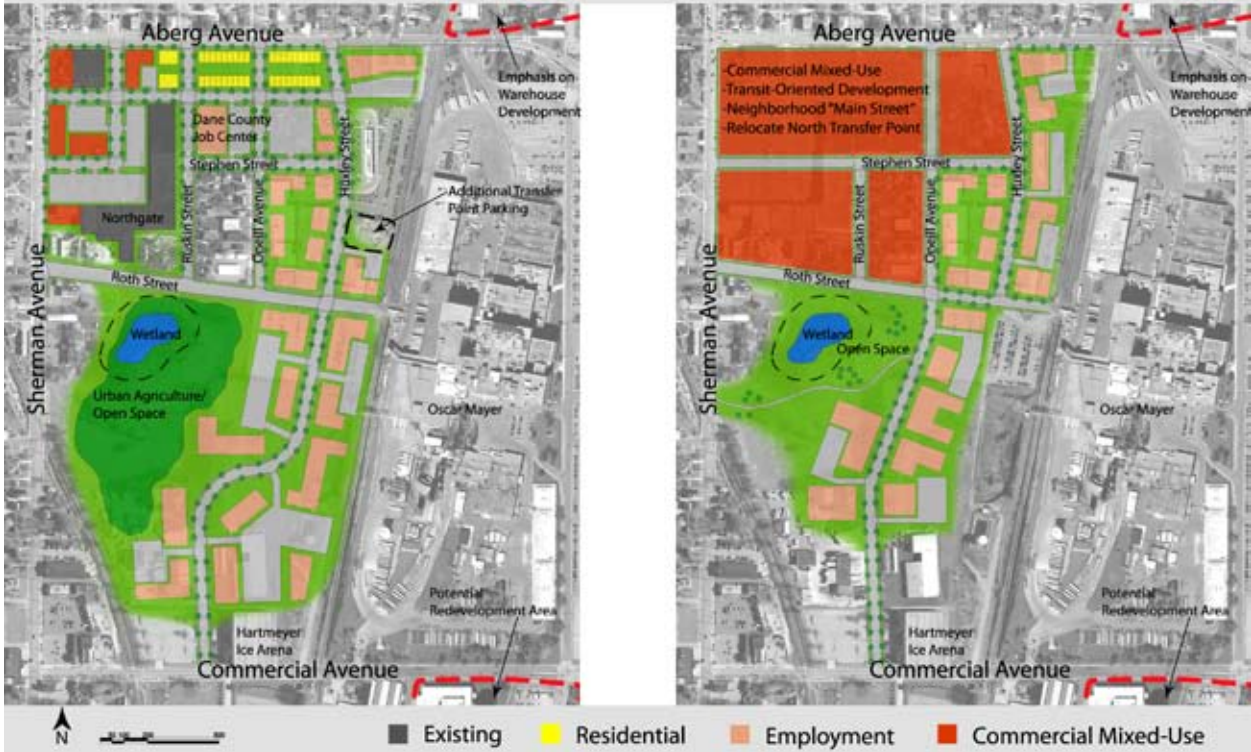 Aberg Avenue
Emphasis on
Warehouse
Development
Dane County
Job Center
Stephen Street
Huxley Street
Additional Transfer
Point Parking
Northgate
Ruskin Street
Oneill Avenue
Roth Street
Sherman Avenue
Wetland
Urban Agriculture/
Open Space
Oscar Mayer
Potential
Redevelopment Area
Hartmeyer
Ice Arena
Commercial Avenue
Aberg Avenue
Emphasis on
Warehouse
Development
-Commercial Mixed-Use
-Transit-Oriented Development
-Neighborhood "Main Street"
-Relocate North Transfer Point
Stephen Street
Huxley Street
Ruskin Street
Oneill Avenue
Roth Street
Sherman Avenue
Wetland
Open Space
Oscar Mayer
Potential
Redevelopment Area
Hartmeyer
Ice Arena
Commercial Avenue
N
Existing
Residential
Employment
Commercial Mixed-Use